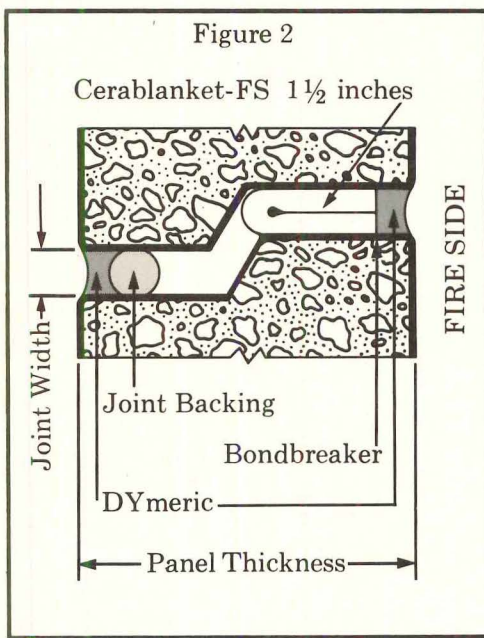 Figure 2
Cerablanket-FS 1½ inches
FIRE SIDE
Joint Width
Joint Backing
Bondbreaker
DYmeric
Panel Thickness